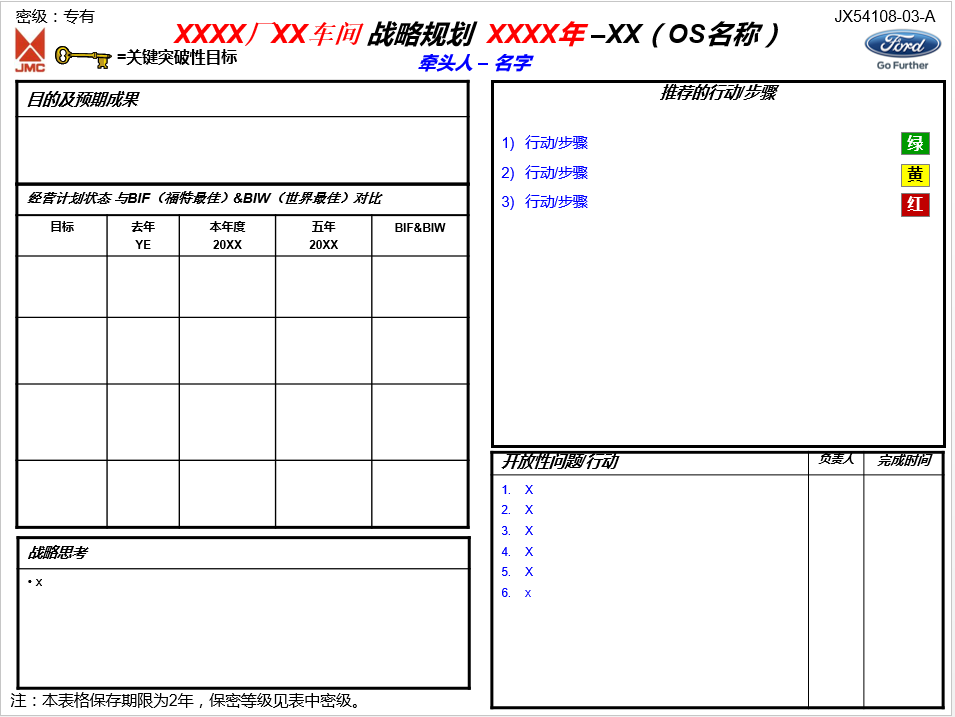 密级：专有
JX54108-03-A
XXXX厂XX车间 战略规划 XXXX年 –XX（OS名称）
JMC
=关键突破性目标
牵头人 – 名字
Ford
Go Further
目的及预期成果
经营计划状态 与BIF（福特最佳）&BIW（世界最佳）对比
目标 去年 本年度 五年 BIF&BIW
YE 20XX 20XX
战略思考
• x
推荐的行动/步骤
1) 行动/步骤 绿
2) 行动/步骤 黄
3) 行动/步骤 红
开放性问题/行动 负责人 完成时间
1. X
2. X
3. X
4. X
5. X
6. x
注：本表格保存期限为2年，保密等级见表中密级。